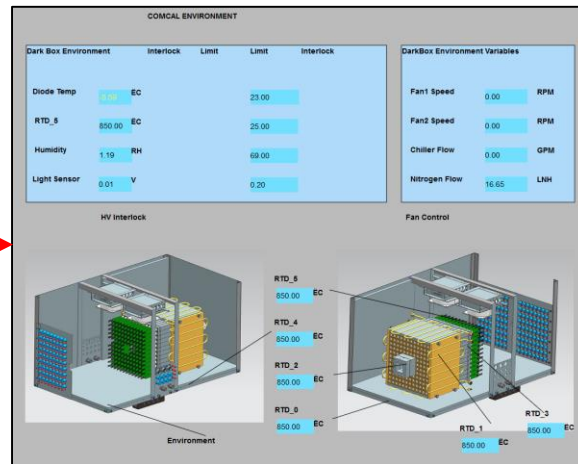 COMCAL ENVIRONMENT
Dark Box Environment Interlock Limit Limit Interlock
Diode Temp EC 23.00
RTD_5 850.00 EC 25.00
Humidity 1.19 RH 69.00
Light Sensor 0.01 V 0.20
HV Interlock
DarkBox Environment Variables
Fan1 Speed 0.00 RPM
Fan2 Speed 0.00 RPM
Chiller Flow 0.00 GPM
Nitrogen Flow 16.65 LNH
Fan Control
RTD_5
850.00 EC
RTD_4
850.00 EC
RTD_2
850.00 EC
RTD_0
850.00 EC
Environment
RTD_1
850.00 EC
RTD_3
850.00 EC